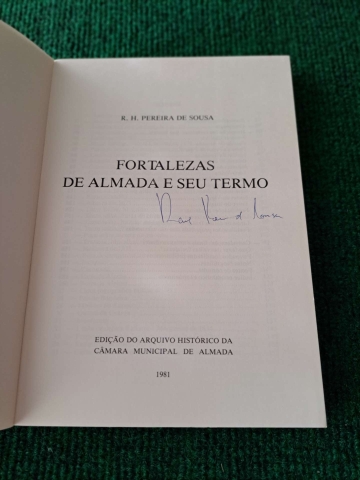 R. H. PEREIRA DE SOUSA
FORTALEZAS
DE ALMADA E SEU TERMO
EDIÇÃO DO ARQUIVO HISTÓRICO DA
CÂMARA MUNICIPAL DE ALMADA
1981